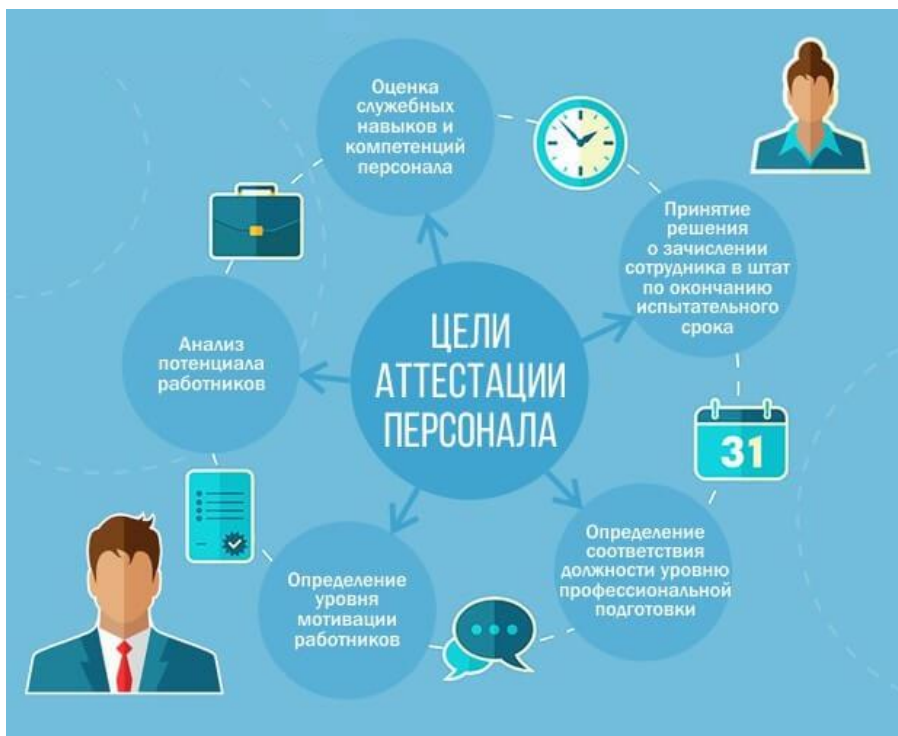 Оценка
служебных
навыков и
компетенций
персонала
Принятие
решения
о зачислении
сотрудника в штат
по окончанию
испытательного
срока
ЦЕЛИ
АТТЕСТАЦИИ
ПЕРСОНАЛА
Анализ
потенциала
работников
31
Определение
соответствия
должности уровню
профессиональной
подготовки
Определение
уровня
мотивации
работников